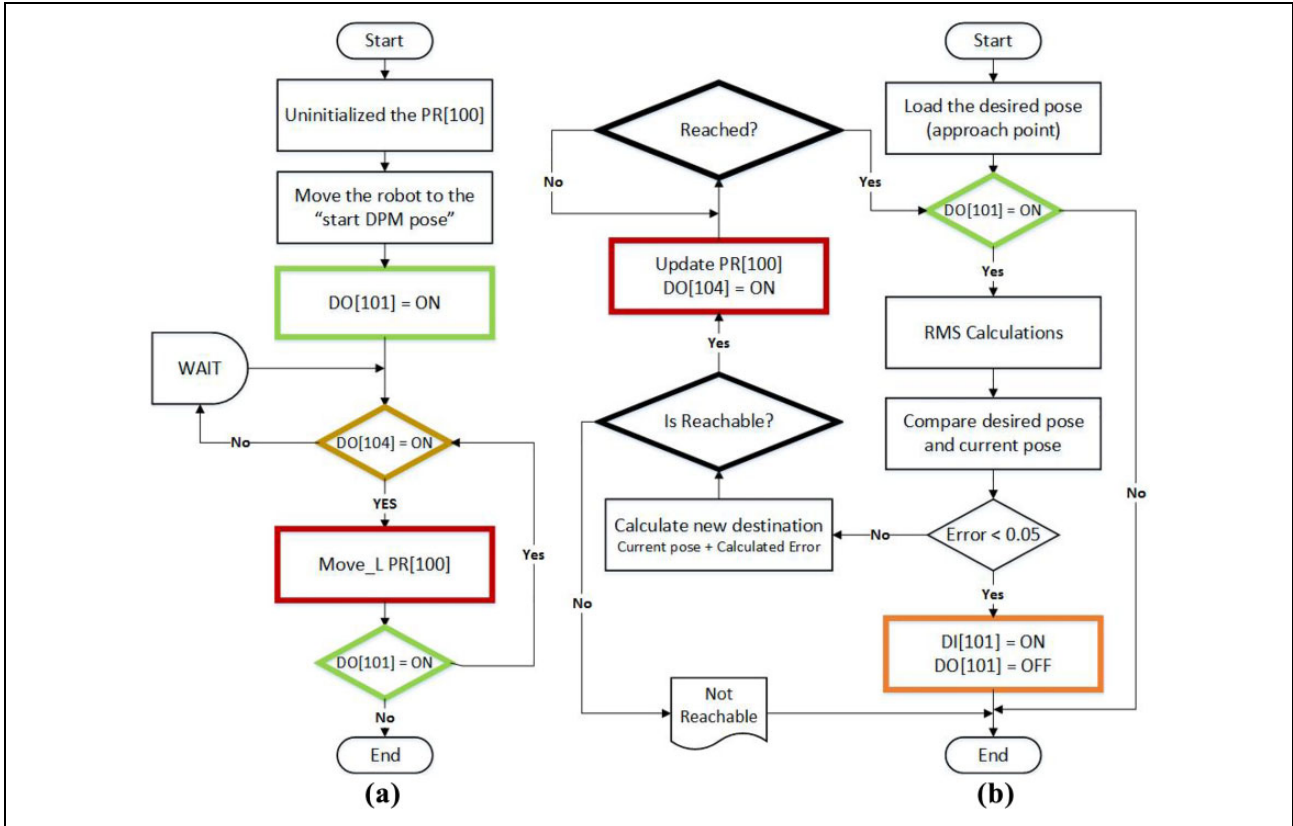 Start
Uninitialized the PR[100]
Move the robot to the
“start DPM pose”
DO[101] = ON
WAIT
No
DO[104] = ON
YES
Yes
Move_L PR[100]
DO[101] = ON
No
End
(a)
Start
Load the desired pose
(approach point)
Reached?
No
Yes
DO[101] = ON
Yes
No
Update PR[100]
DO[104] = ON
Yes
RMS Calculations
Is Reachable?
No
Compare desired pose
and current pose
Calculate new destination
Current pose + Calculated Error
No
Error < 0.05
Yes
DI[101] = ON
DO[101] = OFF
Not
Reachable
End
(b)